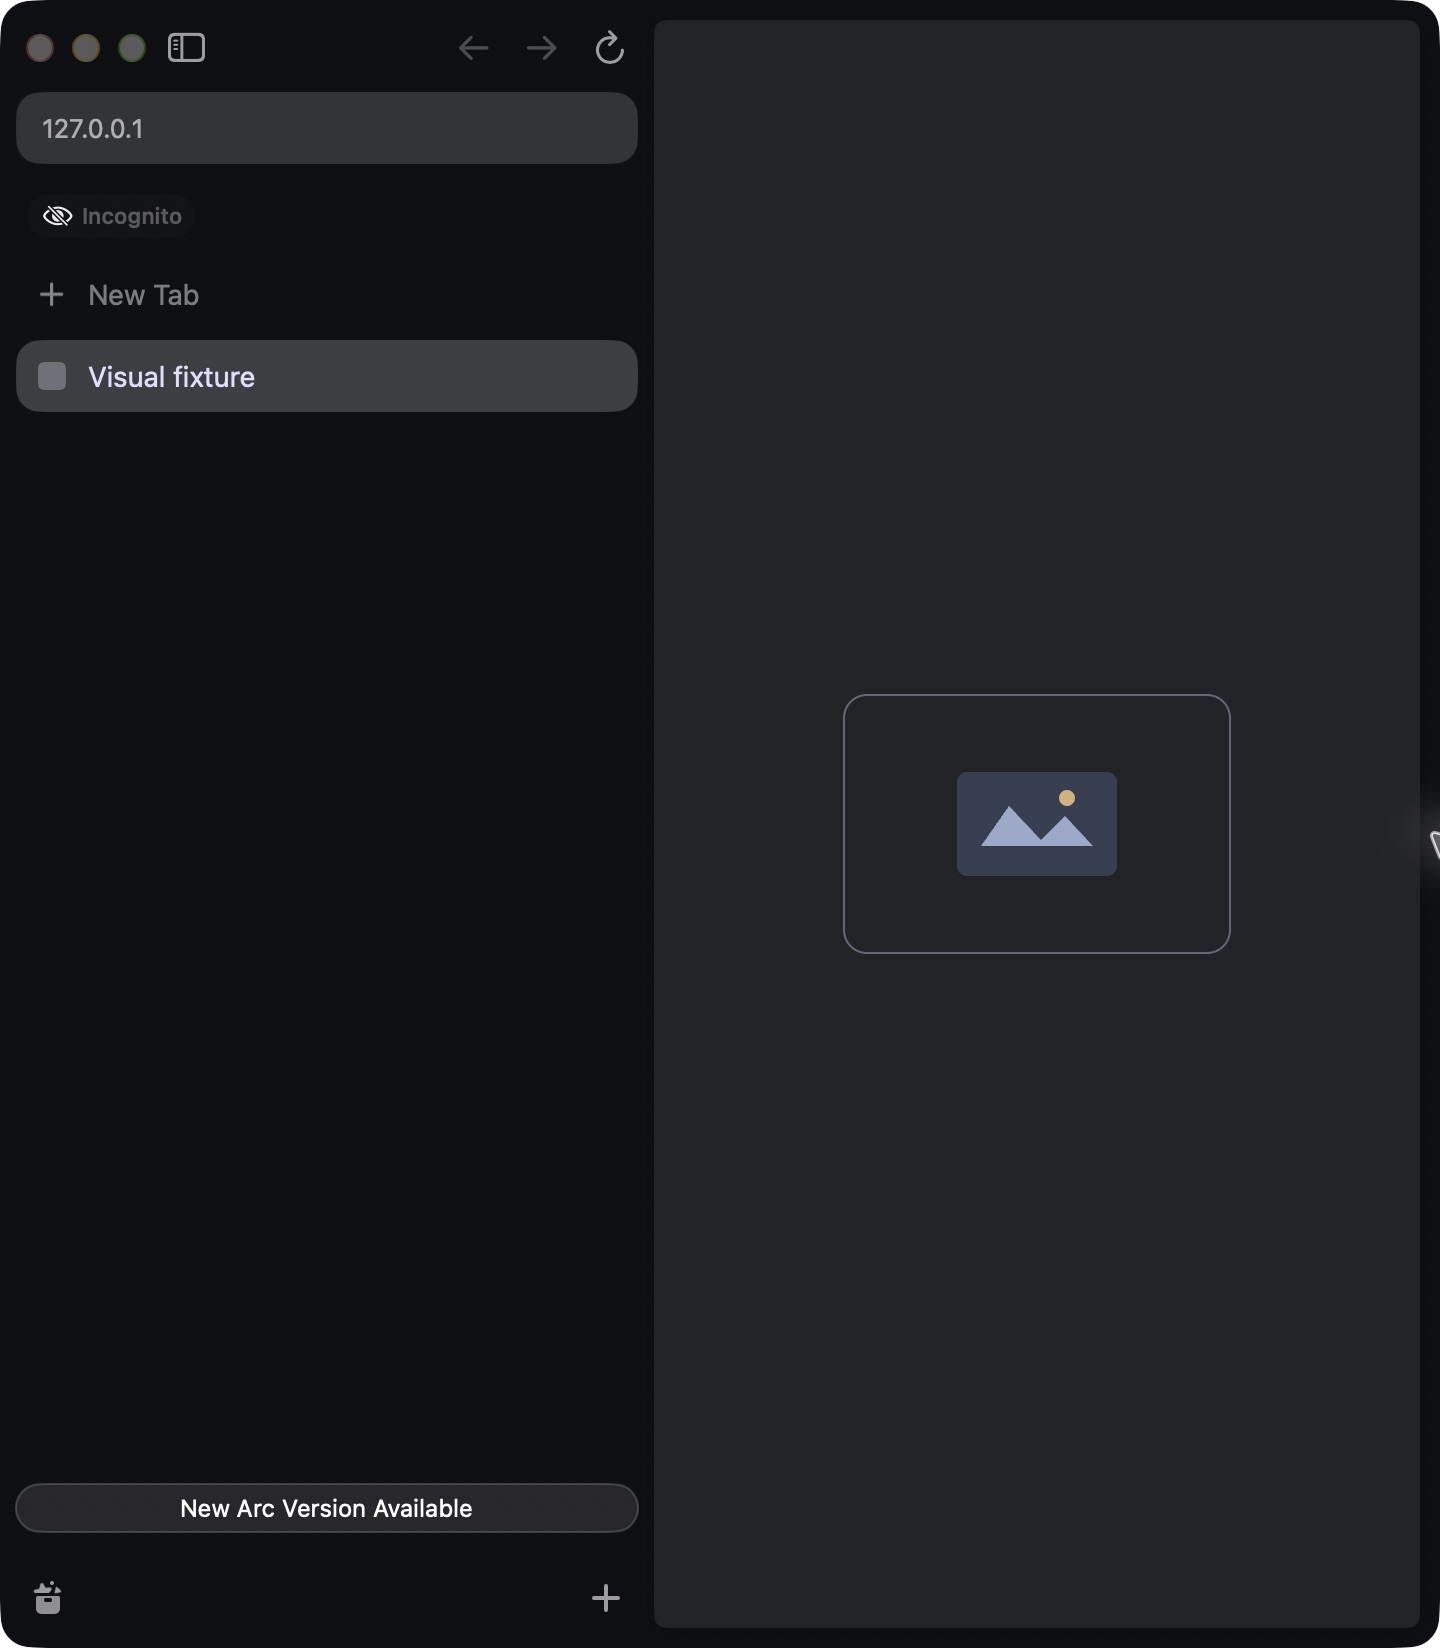 127.0.0.1
Incognito
New Tab
Visual fixture
New Arc Version Available